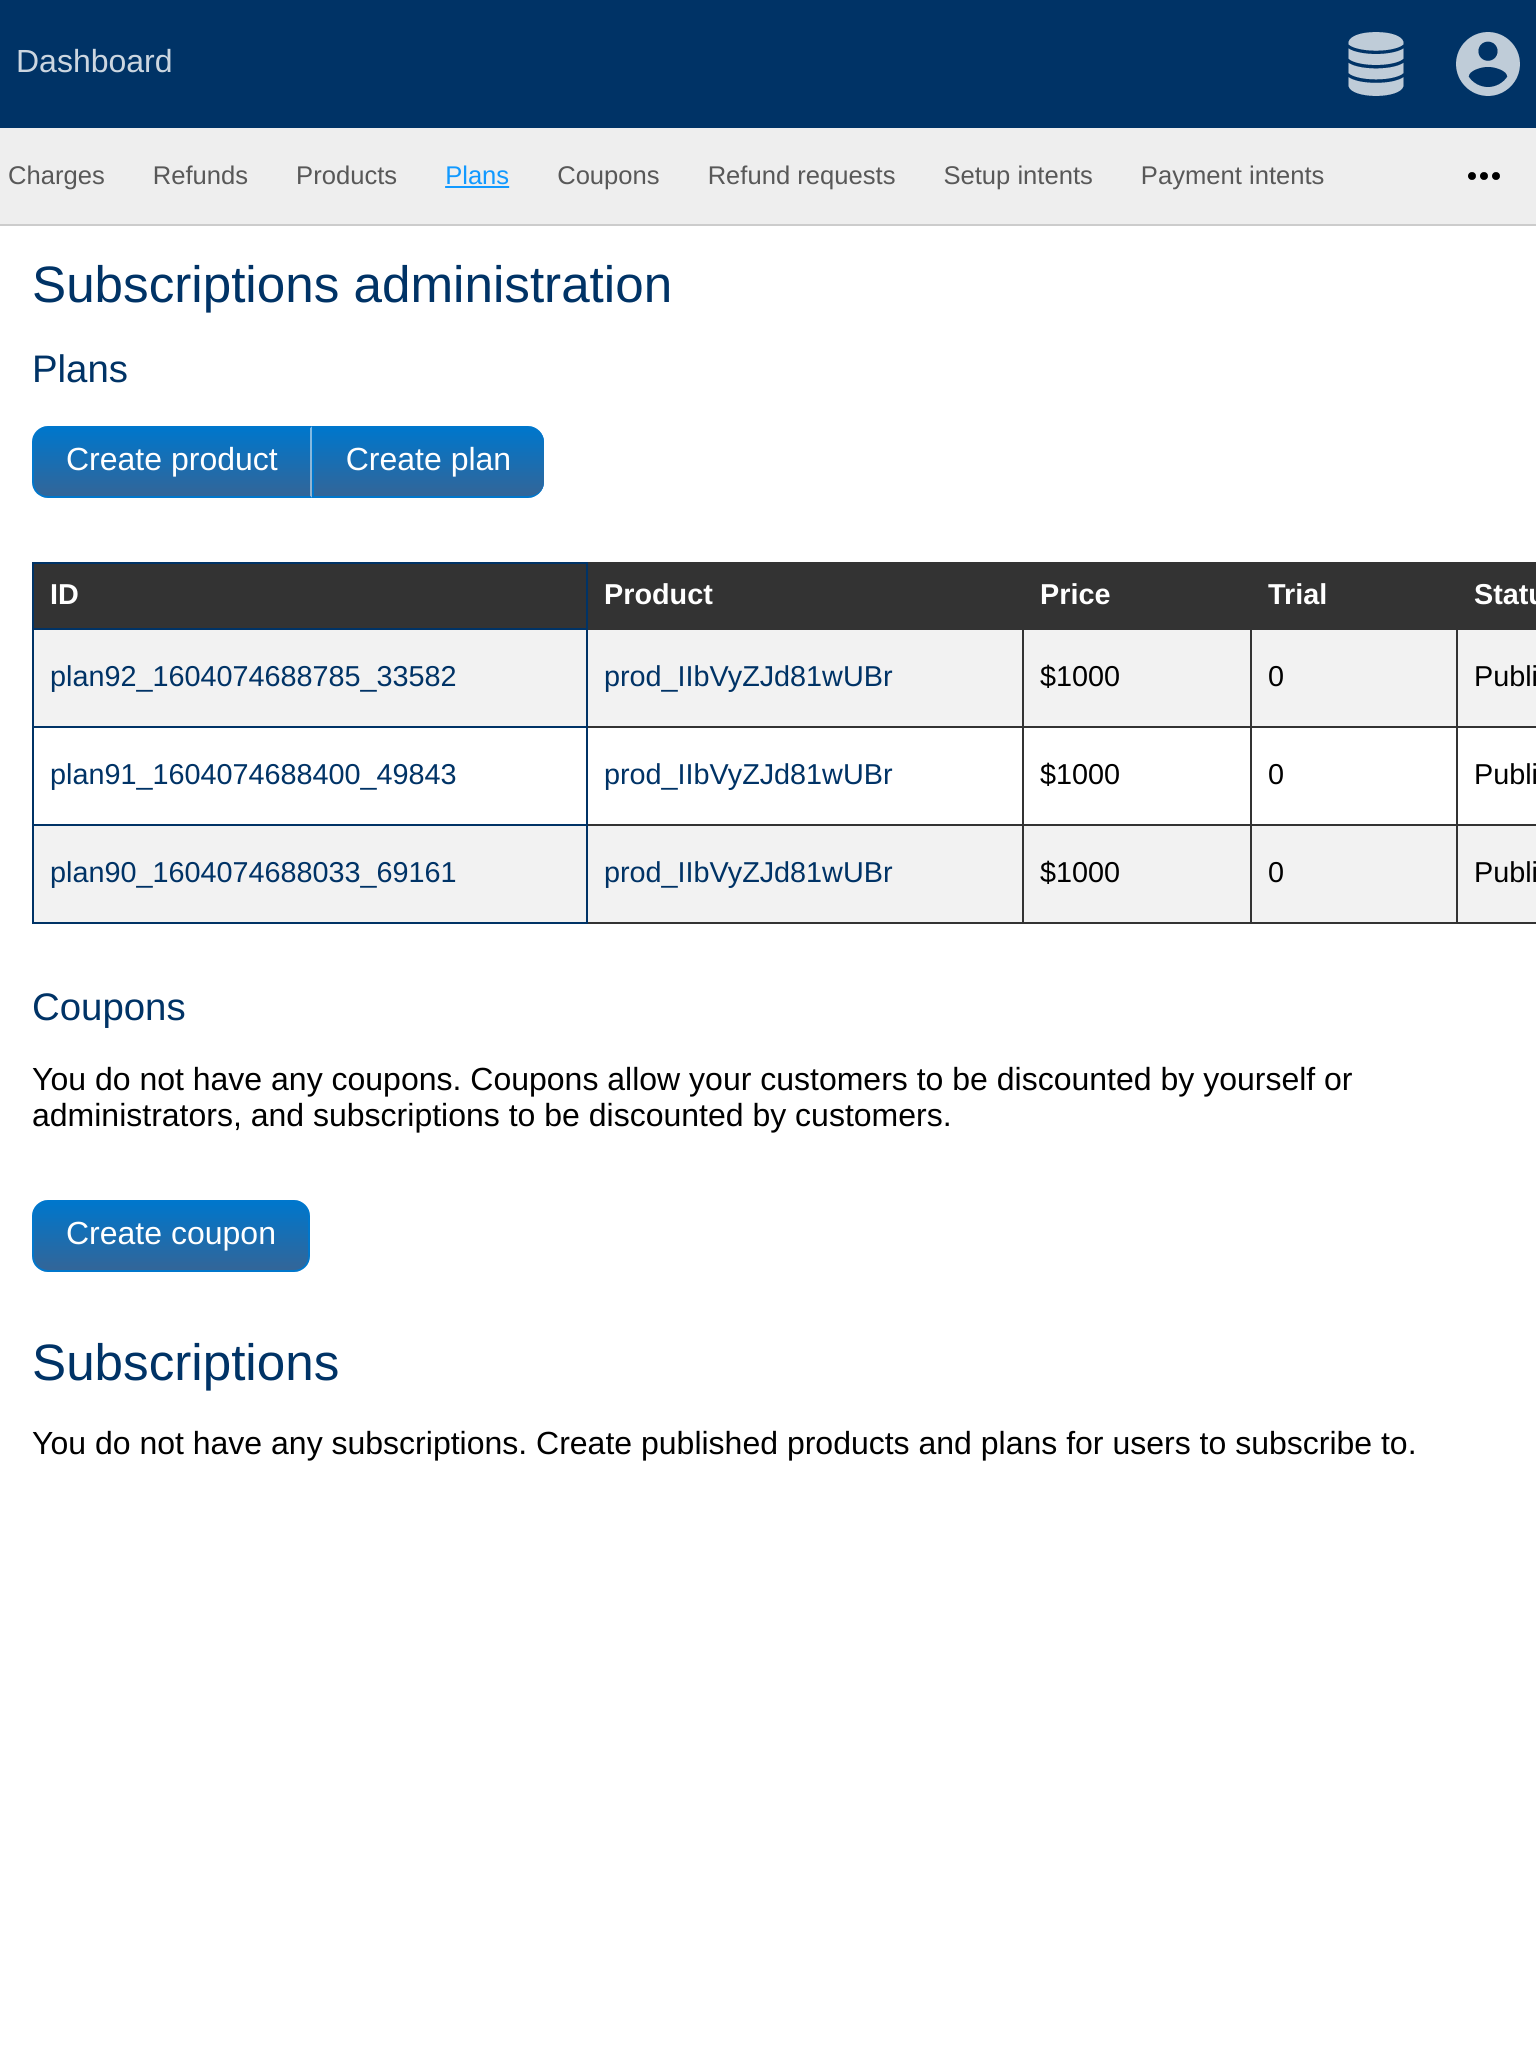 Dashboard
Charges Refunds Products Plans Coupons Refund requests Setup intents Payment intents
Subscriptions administration
Plans
Create product Create plan
ID Product Price Trial
plan92_1604074688785_33582 prod_IIbVyZJd81wUBr $1000 0
plan91_1604074688400_49843 prod_IIbVyZJd81wUBr $1000 0
plan90_1604074688033_69161 prod_IIbVyZJd81wUBr $1000 0
Coupons
You do not have any coupons. Coupons allow your customers to be discounted by yourself or
administrators, and subscriptions to be discounted by customers.
Create coupon
Subscriptions
You do not have any subscriptions. Create published products and plans for users to subscribe to.